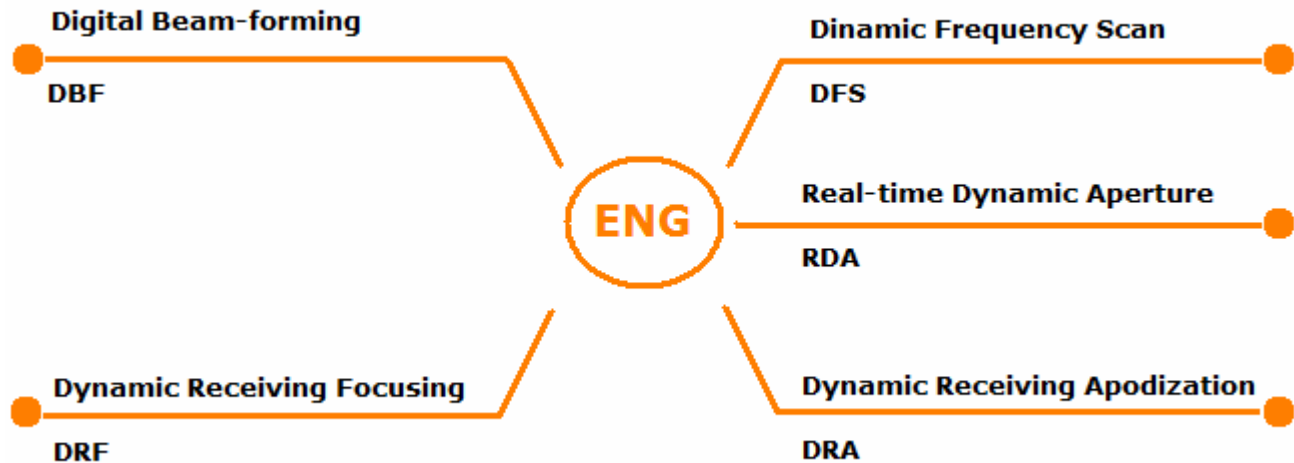 Digital Beam-forming
DBF
Dinamic Frequency Scan
DFS
ENG
Real-time Dynamic Aperture
RDA
Dynamic Receiving Focusing
DRF
Dynamic Receiving Apodization
DRA